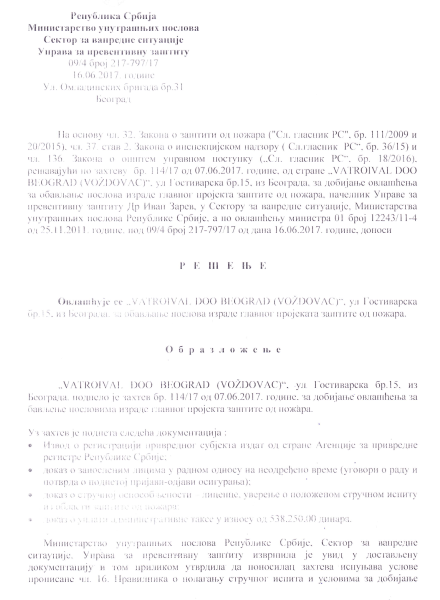 Република Србија
Министарство унутрашњих послова
Сектор за ванредне ситуације
Управа за превентивну заштиту
09/4 број 217-797/17
16.06.2017. године
Ул. Омладинских бригада бр.31
Београд
На основу чл. 32. Закона о заштити од пожара ("Сл. гласник РС", бр. 111/2009 и
20/2015), чл. 37 став 2. Закона о инспекцијском надзору ( Сл.гласник РС“, бр. 36/15) и
чл. 136. Закона о општем управном поступку („Сл. гласник РС“, бр. 18/2016),
решавајући по захтеву бр. 114/17 од 07.06.2017. године, од стране „VATROIVAL DOO
BEOGRAD (VOŽDOVAC)“, ул Гостиварска бр.15, из Београда, за добијање овлашћења
за обављање послова израде главног пројекта заштите од пожара, начелник Управе за
превентивну заштиту Др Иван Зарев, у Сектору за ванредне ситуације, Министарства
унутрашњих послова Републике Србије, а по овлашћењу министра 01 број 12243/11-4
од 25.11.2011. године, под 09/4 број 217-797/17 од дана 16.06.2017. године, доноси
Р Е Ш Е Њ Е
Овлашћује се „VATROIVAL DOO BEOGRAD (VOŽDOVAC)“, ул Гостиварска
бр.15, из Београда, за обављање послова израде главног пројеката заштите од пожара.
О б р а з л о ж е њ е
„VATROIVAL DOO BEOGRAD (VOŽDOVAC)“, ул Гостиварска бр.15, из
Београда, поднело је захтев бр. 114/17 од 07.06.2017. године, за добијање овлашћења за
бављење пословима израде главног пројекта заштите од пожара.
Уз захтев је поднета следећа документација :
• Извод о регистрацији привредног субјекта издат од стране Агенције за привредне
регистре Републике Србије,
• доказ о запосленим лицима у радном односу на неодређено време (уговори о раду и
потврда о поднетој пријави-одјави осигурања);
• доказ о стручној оспособљености – лиценце, уверење о положеном стручном испиту
из области заштите од пожара
• доказ о уплати административне таксе у износу од 538.250,00 динара.
Министарство унутрашњих послова Републике Србије, Сектор за ванредне
ситауције, Управа за превентивну заштиту извршила је увид у достављену
документацију и том приликом утврдила да поносилац захтева испуњава услове
прописане чл. 16. Правилника о полагању стручног испита и условима за добијање